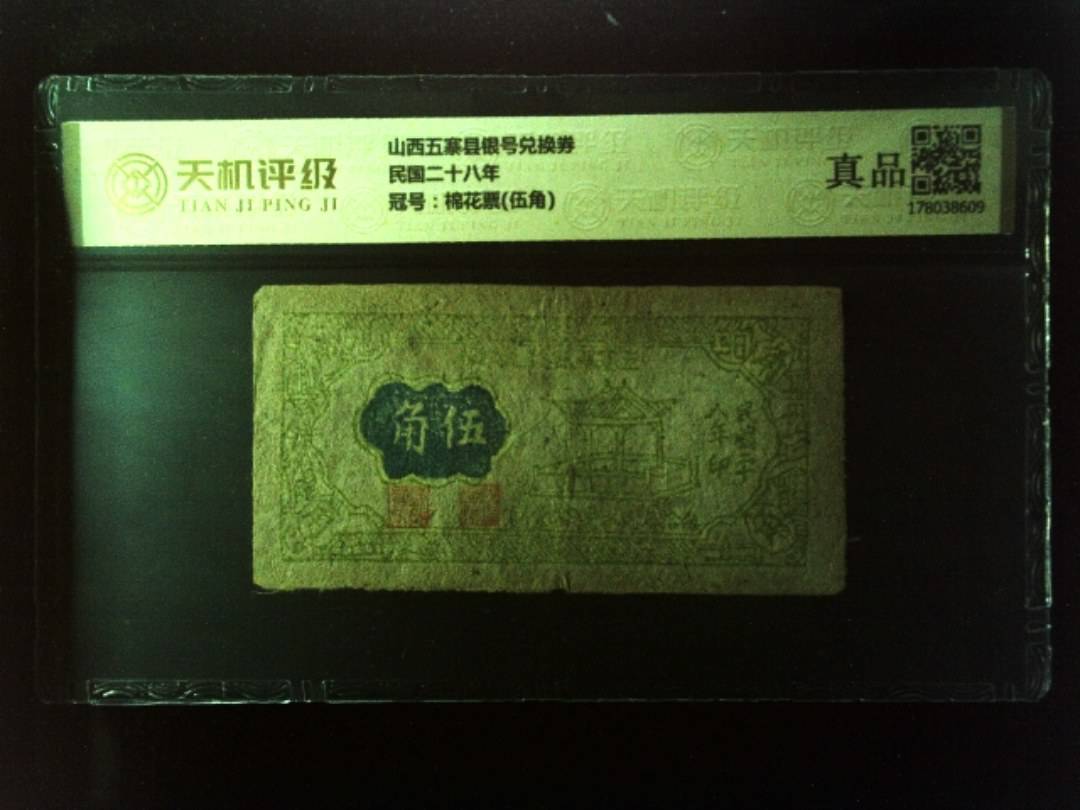 天机评级
TIAN JI PING JI
山西五寨县银号兑换券
民国二十八年
冠号：棉花票(伍角)
真品
178038609
角伍
民國二十
八年印